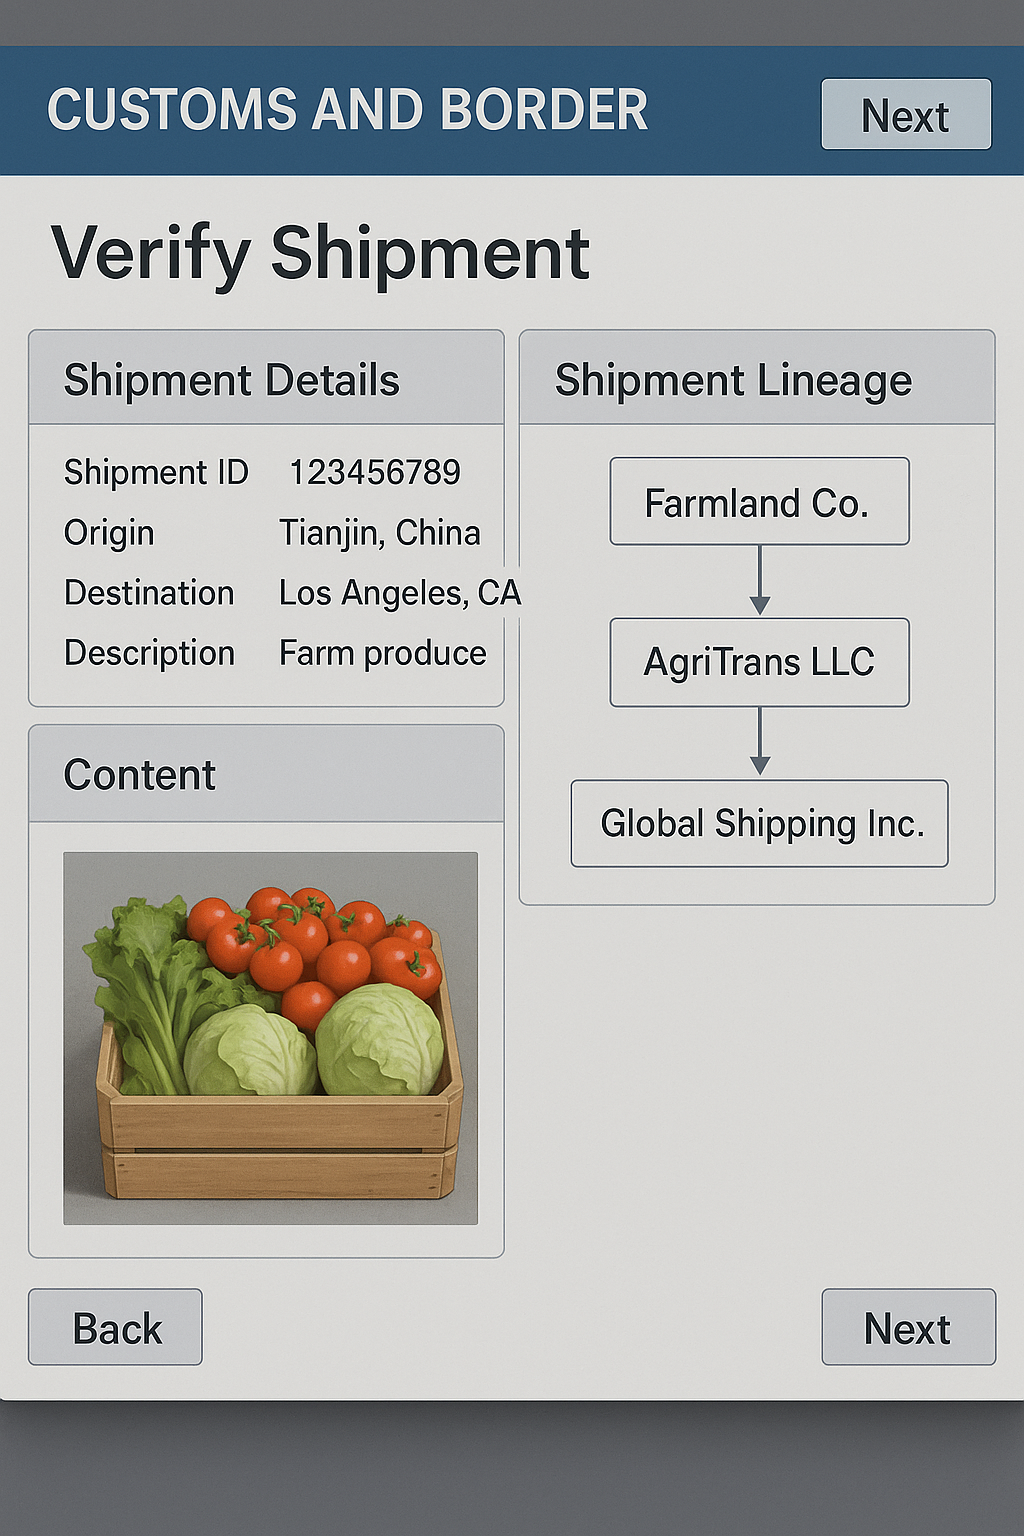 CUSTOMS AND BORDER
Next
Verify Shipment
Shipment Details
Shipment ID 123456789
Origin Tianjin, China
Destination Los Angeles, CA
Description Farm produce
Shipment Lineage
Farmland Co.
AgriTrans LLC
Global Shipping Inc.
Content
Back
Next